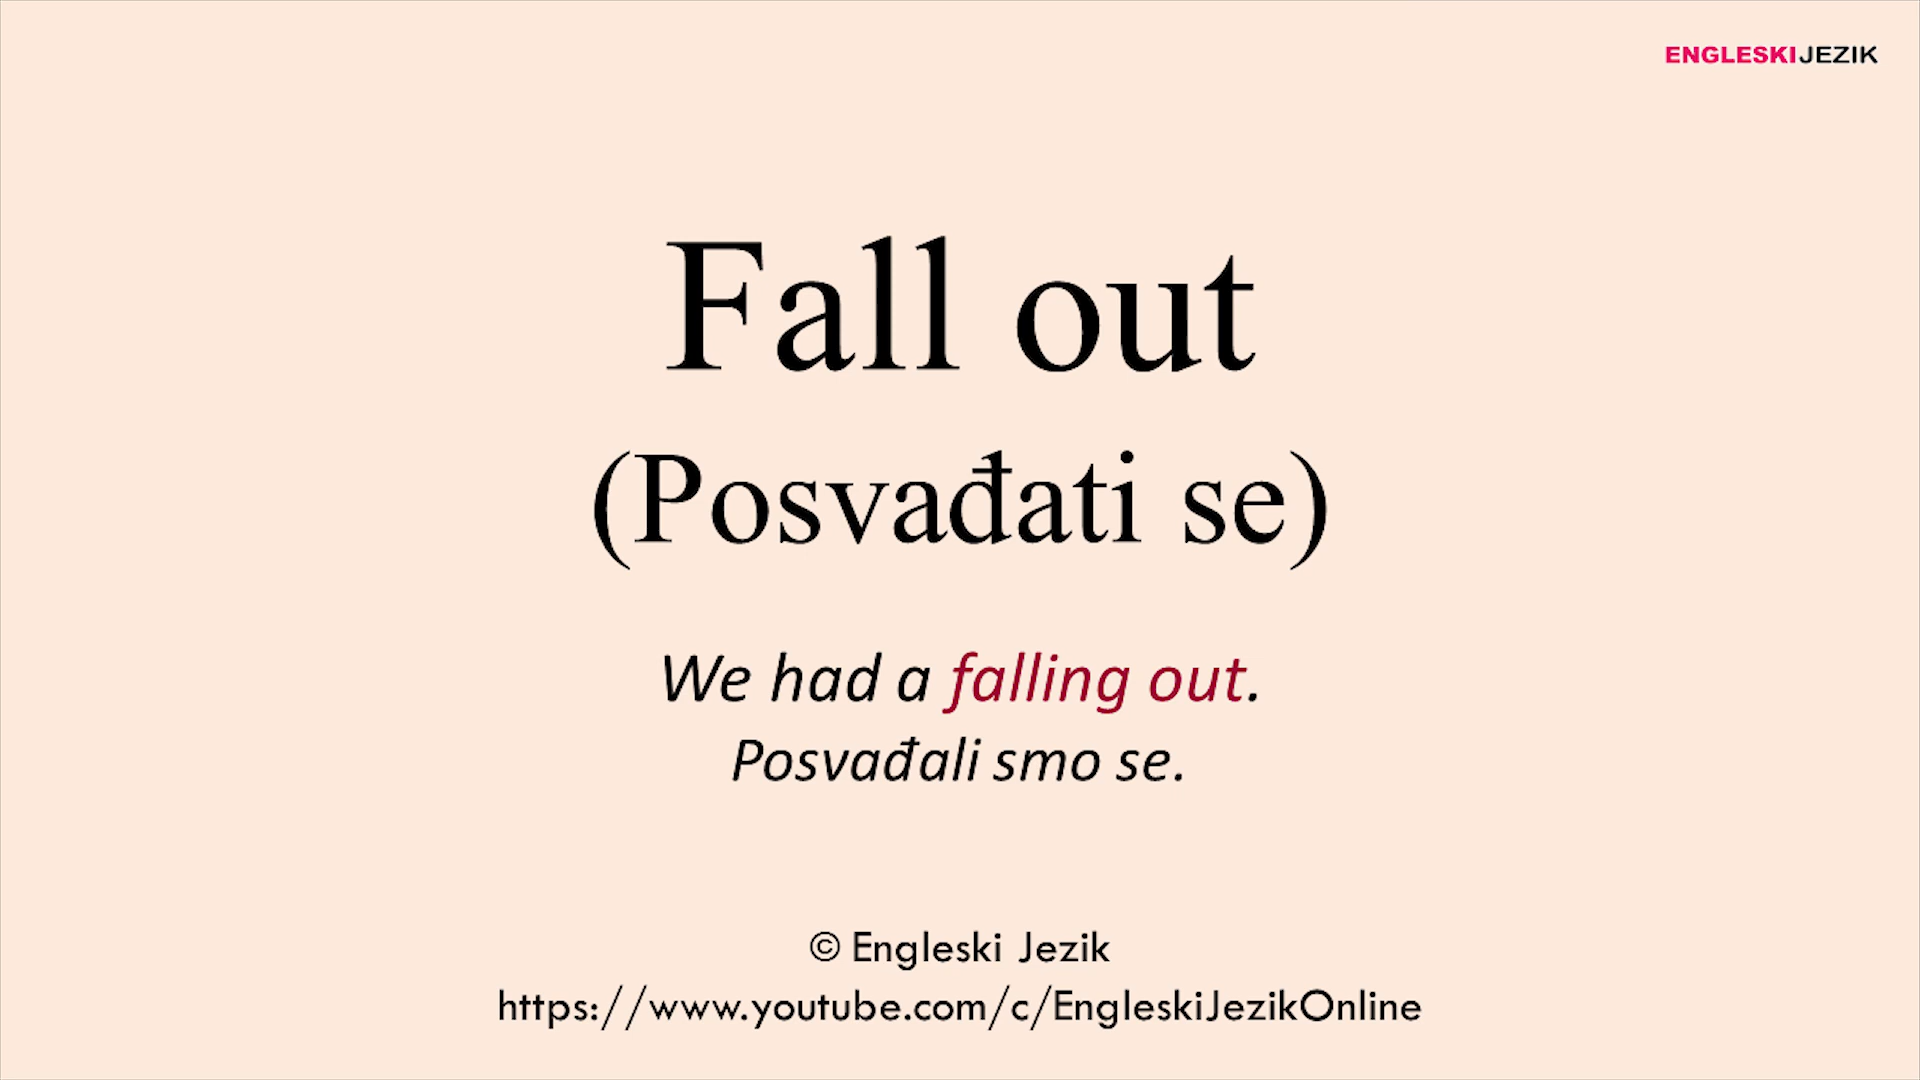 ENGLESKIJEZIK
Fall out
(Posvađati se)
We had a falling out.
Posvađali smo se.
© Engleski Jezik
https://www.youtube.com/c/EngleskiJezikOnline